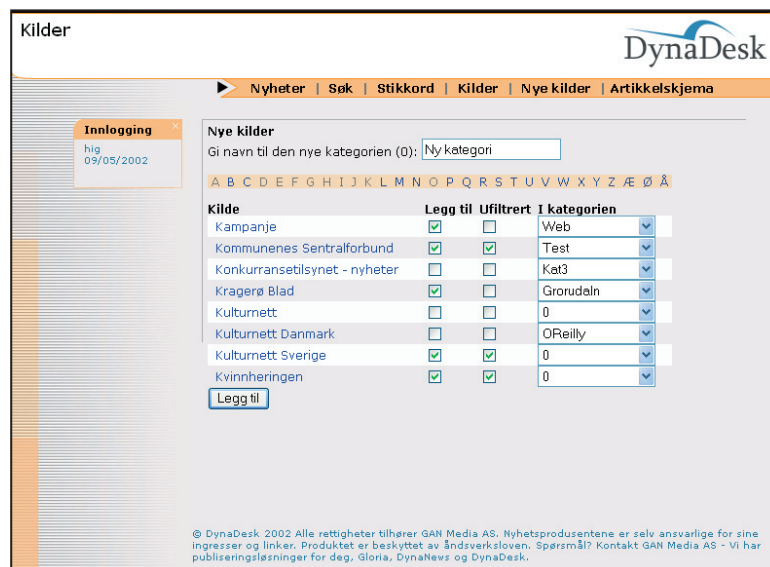 Kilder
DynaDesk
Nyheter | Søk | Stikkord | Kilder | Nye kilder | Artikkelskjema
Innlogging ×
hig
09/05/2002
Nye kilder
Gi navn til den nye kategorien (0): Ny kategori
A B C D E F G H I J K L M N O P Q R S T U V W X Y Z Æ Ø Å
Kilde Legg til Ufiltrert I kategorien
Kampanje Web
Kommunenes Sentralforbund Test
Konkurransetilsynet - nyheter Kat3
Kragerø Blad Grorudaln
Kulturnett 0
Kulturnett Danmark OReilly
Kulturnett Sverige 0
Kvinnheringen 0
Legg til
© DynaDesk 2002 Alle rettigheter tilhører GAN Media AS. Nyhetsprodusentene er selv ansvarlige for sine
ingresser og linker. Produktet er beskyttet av åndsverksloven. Spørsmål? Kontakt GAN Media AS - Vi har
publiseringsløsninger for deg, Gloria, DynaNews og DynaDesk.